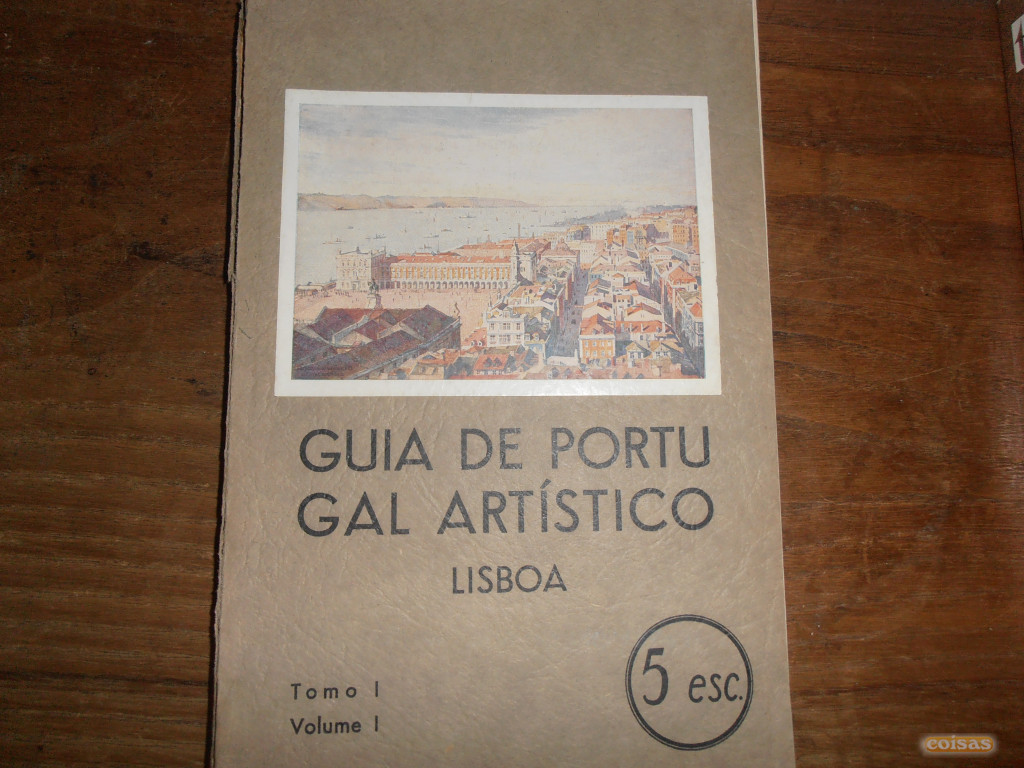 GUIA DE PORTU
GAL ARTÍSTICO
LISBOA
5 esc.
Tomo I
Volume I
coisas